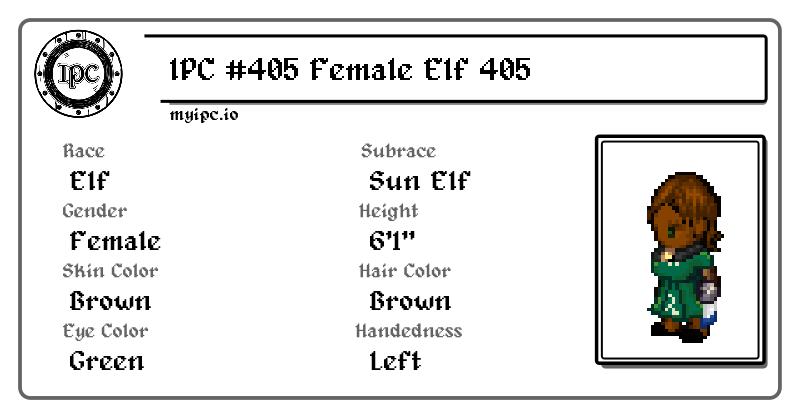 IPC
IPC #405 Female Elf 405
myipc.io
Race
Elf
Subrace
Sun Elf
Gender
Female
Height
6'1"
Skin Color
Brown
Hair Color
Brown
Eye Color
Green
Handedness
Left